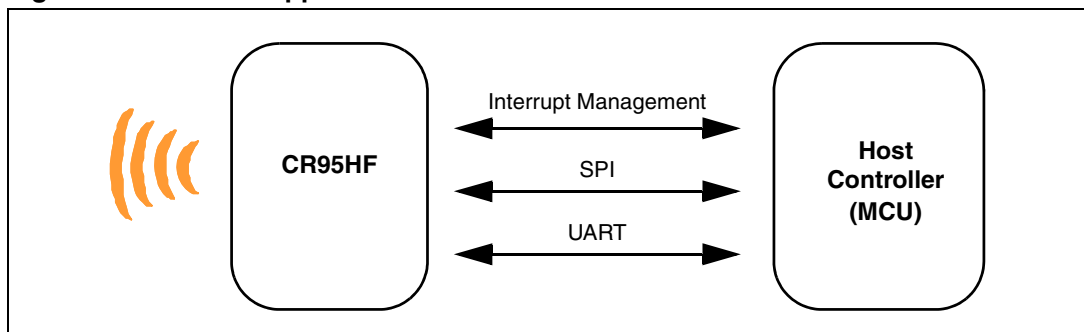 Interrupt Management
CR95HF
SPI
UART
Host
Controller
(MCU)